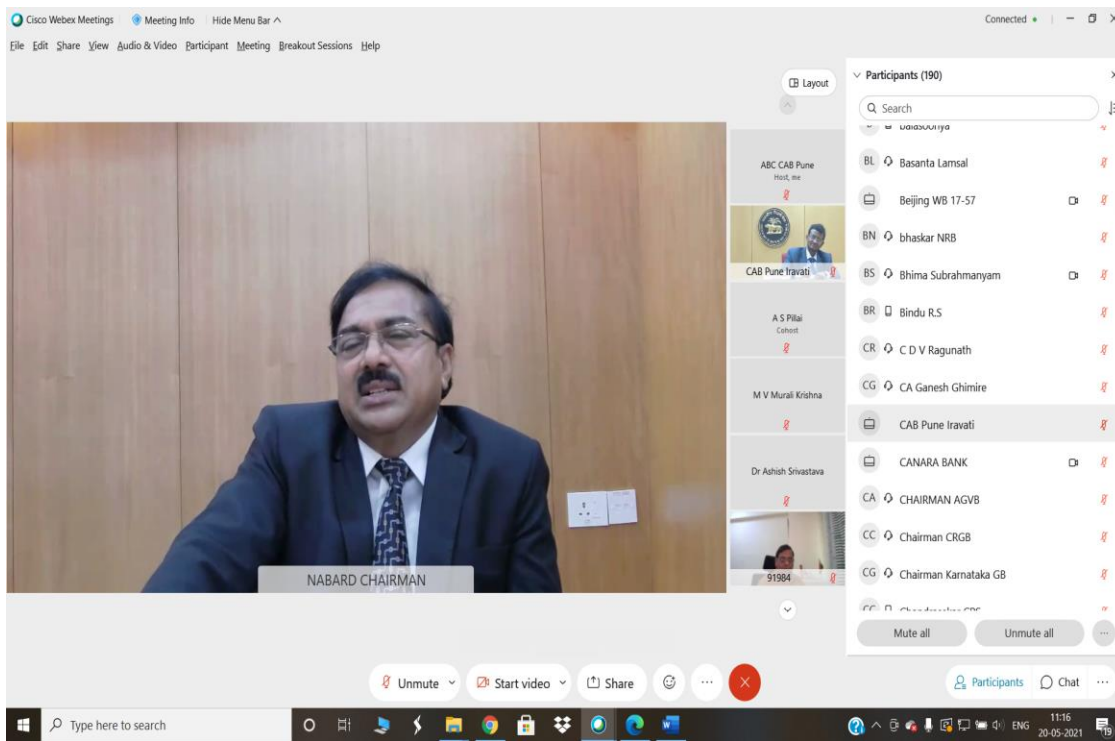 Cisco Webex Meetings Meeting Info Hide Menu Bar
Connected
File Edit Share View Audio & Video Participant Meeting Breakout Sessions Help
Layout
NABARD CHAIRMAN
ABC CAB Pune
Host, me
CAB Pune Iravati
A S Pillai
Cohost
M V Murali Krishna
Dr Ashish Srivastava
91984
Participants (190)
Search
balasooriya
BL Basanta Lamsal
Beijing WB 17-57
BN bhaskar NRB
BS Bhima Subrahmanyam
BR Bindu R.S
CR C D V Ragunath
CG CA Ganesh Ghimire
CAB Pune Iravati
CANARA BANK
CA CHAIRMAN AGVB
CC Chairman CRGB
CG Chairman Karnataka GB
Mute all Unmute all
Unmute Start video Share
Participants Chat
Type here to search
ENG
11:16
20-05-2021
19